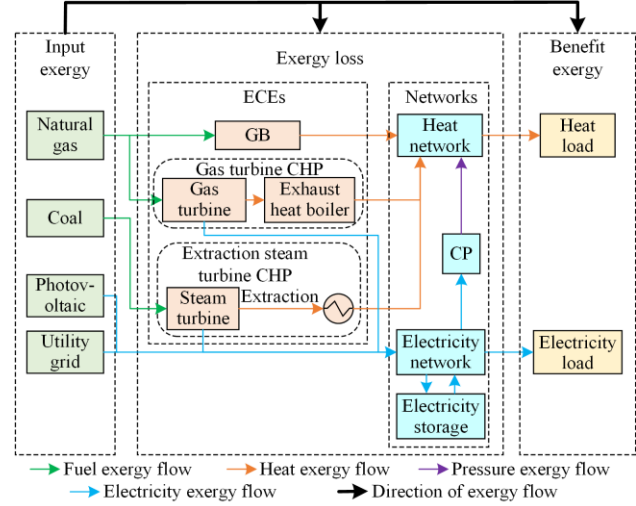 Input
exergy
Exergy loss
Benefit
exergy
ECEs
Networks
Natural
gas
GB
Heat
network
Heat
load
Gas turbine CHP
Gas
turbine
Exhaust
heat boiler
Coal
CP
Extraction steam
turbine CHP
Extraction
Steam
turbine
Photov-
oltaic
Utility
grid
Electricity
network
Electricity
load
Electricity
storage
Fuel exergy flow
Heat exergy flow
Pressure exergy flow
Electricity exergy flow
Direction of exergy flow